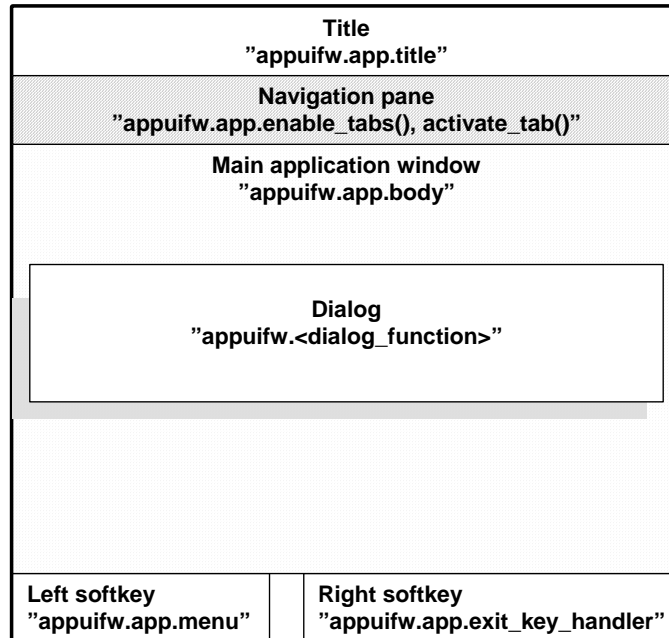 Title
”appuifw.app.title”
Navigation pane
”appuifw.app.enable_tabs(), activate_tab()”
Main application window
”appuifw.app.body”
Dialog
”appuifw.<dialog_function>”
Left softkey
”appuifw.app.menu”
Right softkey
”appuifw.app.exit_key_handler”